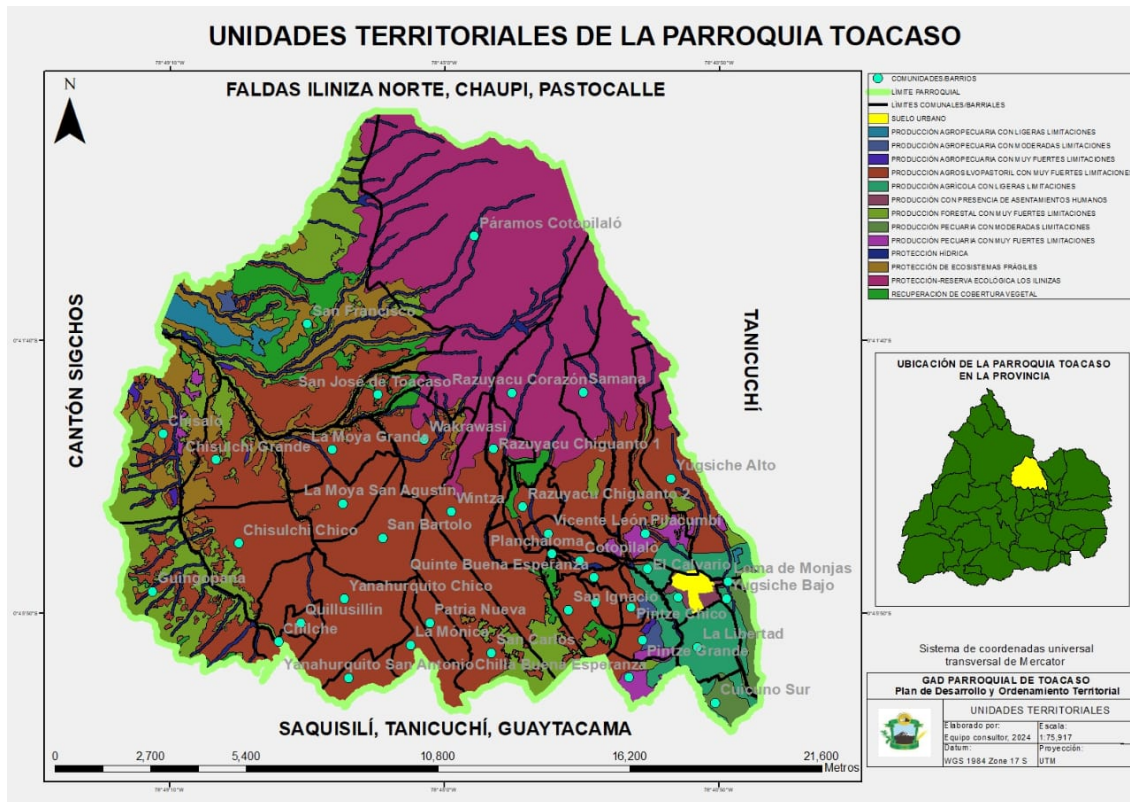 UNIDADES TERRITORIALES DE LA PARROQUIA TOACASO
N
FALDAS ILINIZA NORTE, CHAUPI, PASTOCALLE
CANTÓN SIGCHOS
TANICUCHÍ
SAQUISILÍ, TANICUCHÍ, GUAYTACAMA
Páramos Cotopilaló
San Francisco
San José de Toacaso
Razuyacu Corazón
Samana
Chisaló
Chisulchi Grande
La Moya Grande
Wakrawasi
Razuyacu Chiguanto 1
Yugsiche Alto
La Moya San Agustín
Wintza
Razuyacu Chiguanto 2
Chisulchi Chico
San Bartolo
Vicente León
Pilacumbi
Planchaloma
Cotopilaló
Quinte Buena Esperanza
El Calvario
Loma de Monjas
Yugsiche Bajo
Guingopana
Yanahurquito Chico
San Ignacio
Quillusillin
Patria Nueva
Pintze Chico
Chilche
La Mónica
San Carlos
La Libertad
Pintze Grande
Yanahurquito San Antonio
Chilla Buena Esperanza
Cuicuno Sur
0 2,700 5,400 10,800 16,200 21,600
Metros
COMUNIDADES/BARRIOS
LÍMITE PARROQUIAL
LÍMITES COMUNALES/BARRIALES
SUELO URBANO
PRODUCCIÓN AGROPECUARIA CON LIGERAS LIMITACIONES
PRODUCCIÓN AGROPECUARIA CON MODERADAS LIMITACIONES
PRODUCCIÓN AGROPECUARIA CON MUY FUERTES LIMITACIONES
PRODUCCIÓN AGROSILVOPASTORIL CON MUY FUERTES LIMITACIONES
PRODUCCIÓN AGRÍCOLA CON LIGERAS LIMITACIONES
PRODUCCIÓN CON PRESENCIA DE ASENTAMIENTOS HUMANOS
PRODUCCIÓN FORESTAL CON MUY FUERTES LIMITACIONES
PRODUCCIÓN PECUARIA CON MODERADAS LIMITACIONES
PRODUCCIÓN PECUARIA CON MUY FUERTES LIMITACIONES
PROTECCIÓN HÍDRICA
PROTECCIÓN DE ECOSISTEMAS FRÁGILES
PROTECCIÓN-RESERVA ECOLÓGICA LOS ILINIZAS
RECUPERACIÓN DE COBERTURA VEGETAL
UBICACIÓN DE LA PARROQUIA TOACASO
EN LA PROVINCIA
Sistema de coordenadas universal
transversal de Mercator
GAD PARROQUIAL DE TOACASO
Plan de Desarrollo y Ordenamiento Territorial
UNIDADES TERRITORIALES
Elaborado por:
Equipo consultor, 2024
Escala:
1:75,917
Datum:
WGS 1984 Zone 17 S
Proyección:
UTM